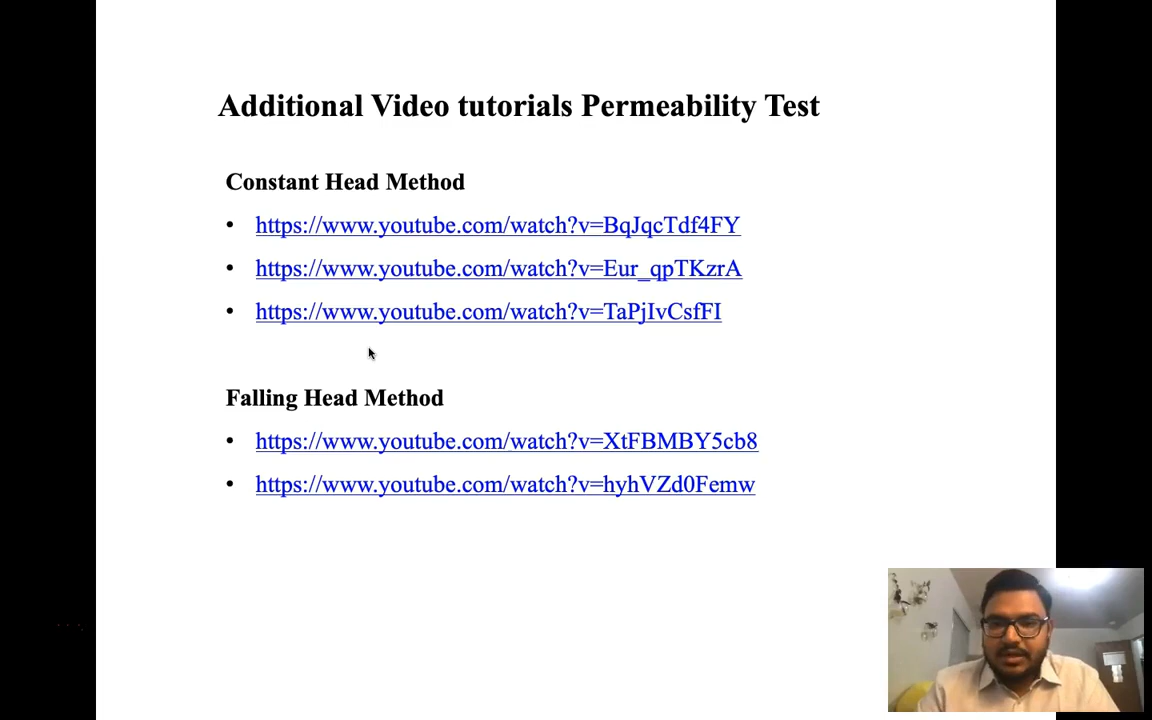 Additional Video tutorials Permeability Test
Constant Head Method
• https://www.youtube.com/watch?v=BqJqcTdf4FY
• https://www.youtube.com/watch?v=Eur_qpTKzrA
• https://www.youtube.com/watch?v=TaPjIvCsfFI
Falling Head Method
• https://www.youtube.com/watch?v=XtFBMBY5cb8
• https://www.youtube.com/watch?v=hyhVZd0Femw